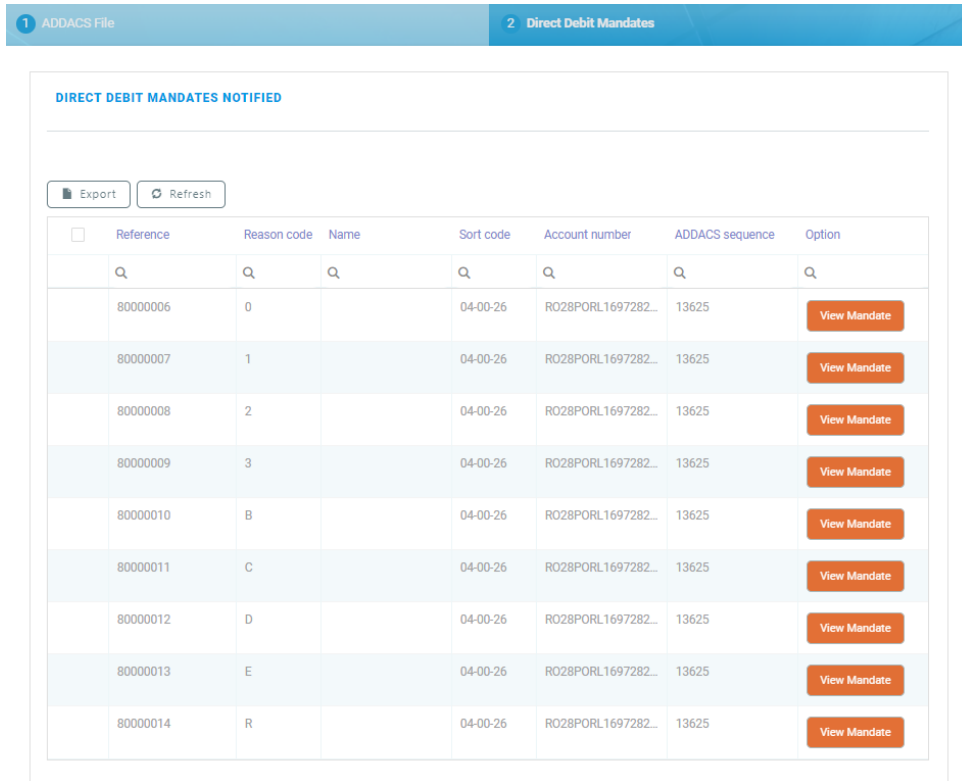 1 ADDACS File
2 Direct Debit Mandates
DIRECT DEBIT MANDATES NOTIFIED
Export Refresh
Reference Reason code Name Sort code Account number ADDACS sequence Option
80000006 0 04-00-26 RO28PORL1697282... 13625 View Mandate
80000007 1 04-00-26 RO28PORL1697282... 13625 View Mandate
80000008 2 04-00-26 RO28PORL1697282... 13625 View Mandate
80000009 3 04-00-26 RO28PORL1697282... 13625 View Mandate
80000010 B 04-00-26 RO28PORL1697282... 13625 View Mandate
80000011 C 04-00-26 RO28PORL1697282... 13625 View Mandate
80000012 D 04-00-26 RO28PORL1697282... 13625 View Mandate
80000013 E 04-00-26 RO28PORL1697282... 13625 View Mandate
80000014 R 04-00-26 RO28PORL1697282... 13625 View Mandate